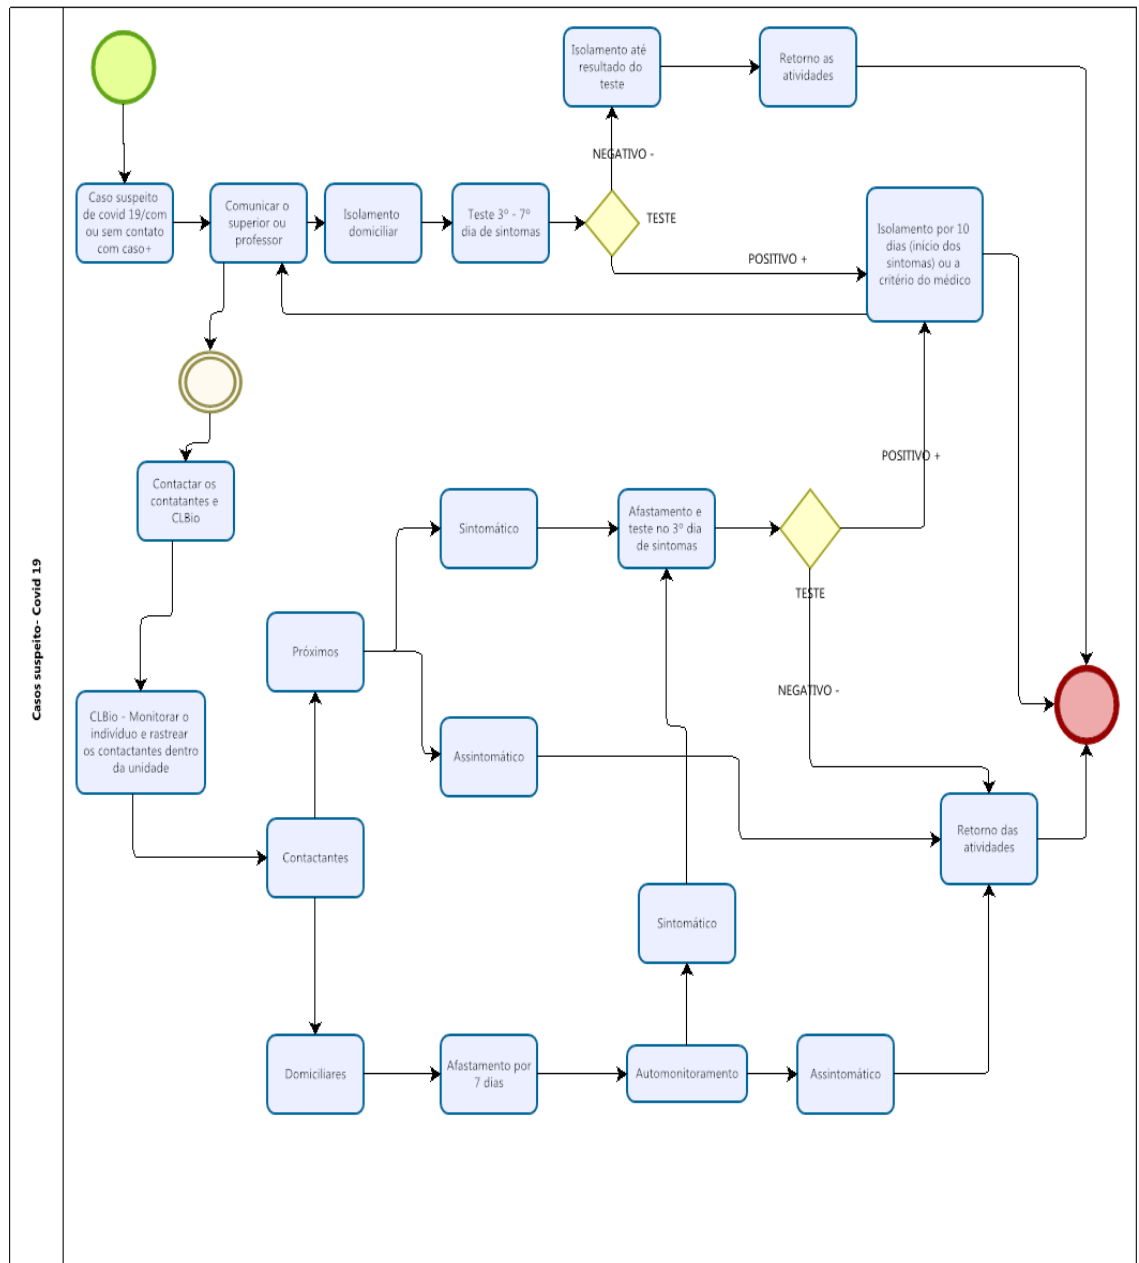 Casos suspeito- Covid 19
Isolamento até
resultado do
teste
Retorno as
atividades
NEGATIVO -
Caso suspeito
de covid 19/com
ou sem contato
com caso+
Comunicar o
superior ou
professor
Isolamento
domiciliar
Teste 3º - 7º
dia de sintomas
TESTE
POSITIVO +
Isolamento por 10
dias (início dos
sintomas) ou a
critério do médico
Contactar os
contatantes e
CLBio
Sintomático
Afastamento e
teste no 3º dia
de sintomas
POSITIVO +
TESTE
NEGATIVO -
Próximos
Assintomático
CLBio - Monitorar o
indivíduo e rastrear
os contactantes dentro
da unidade
Contactantes
Retorno das
atividades
Sintomático
Domiciliares
Afastamento por
7 dias
Automonitoramento
Assintomático